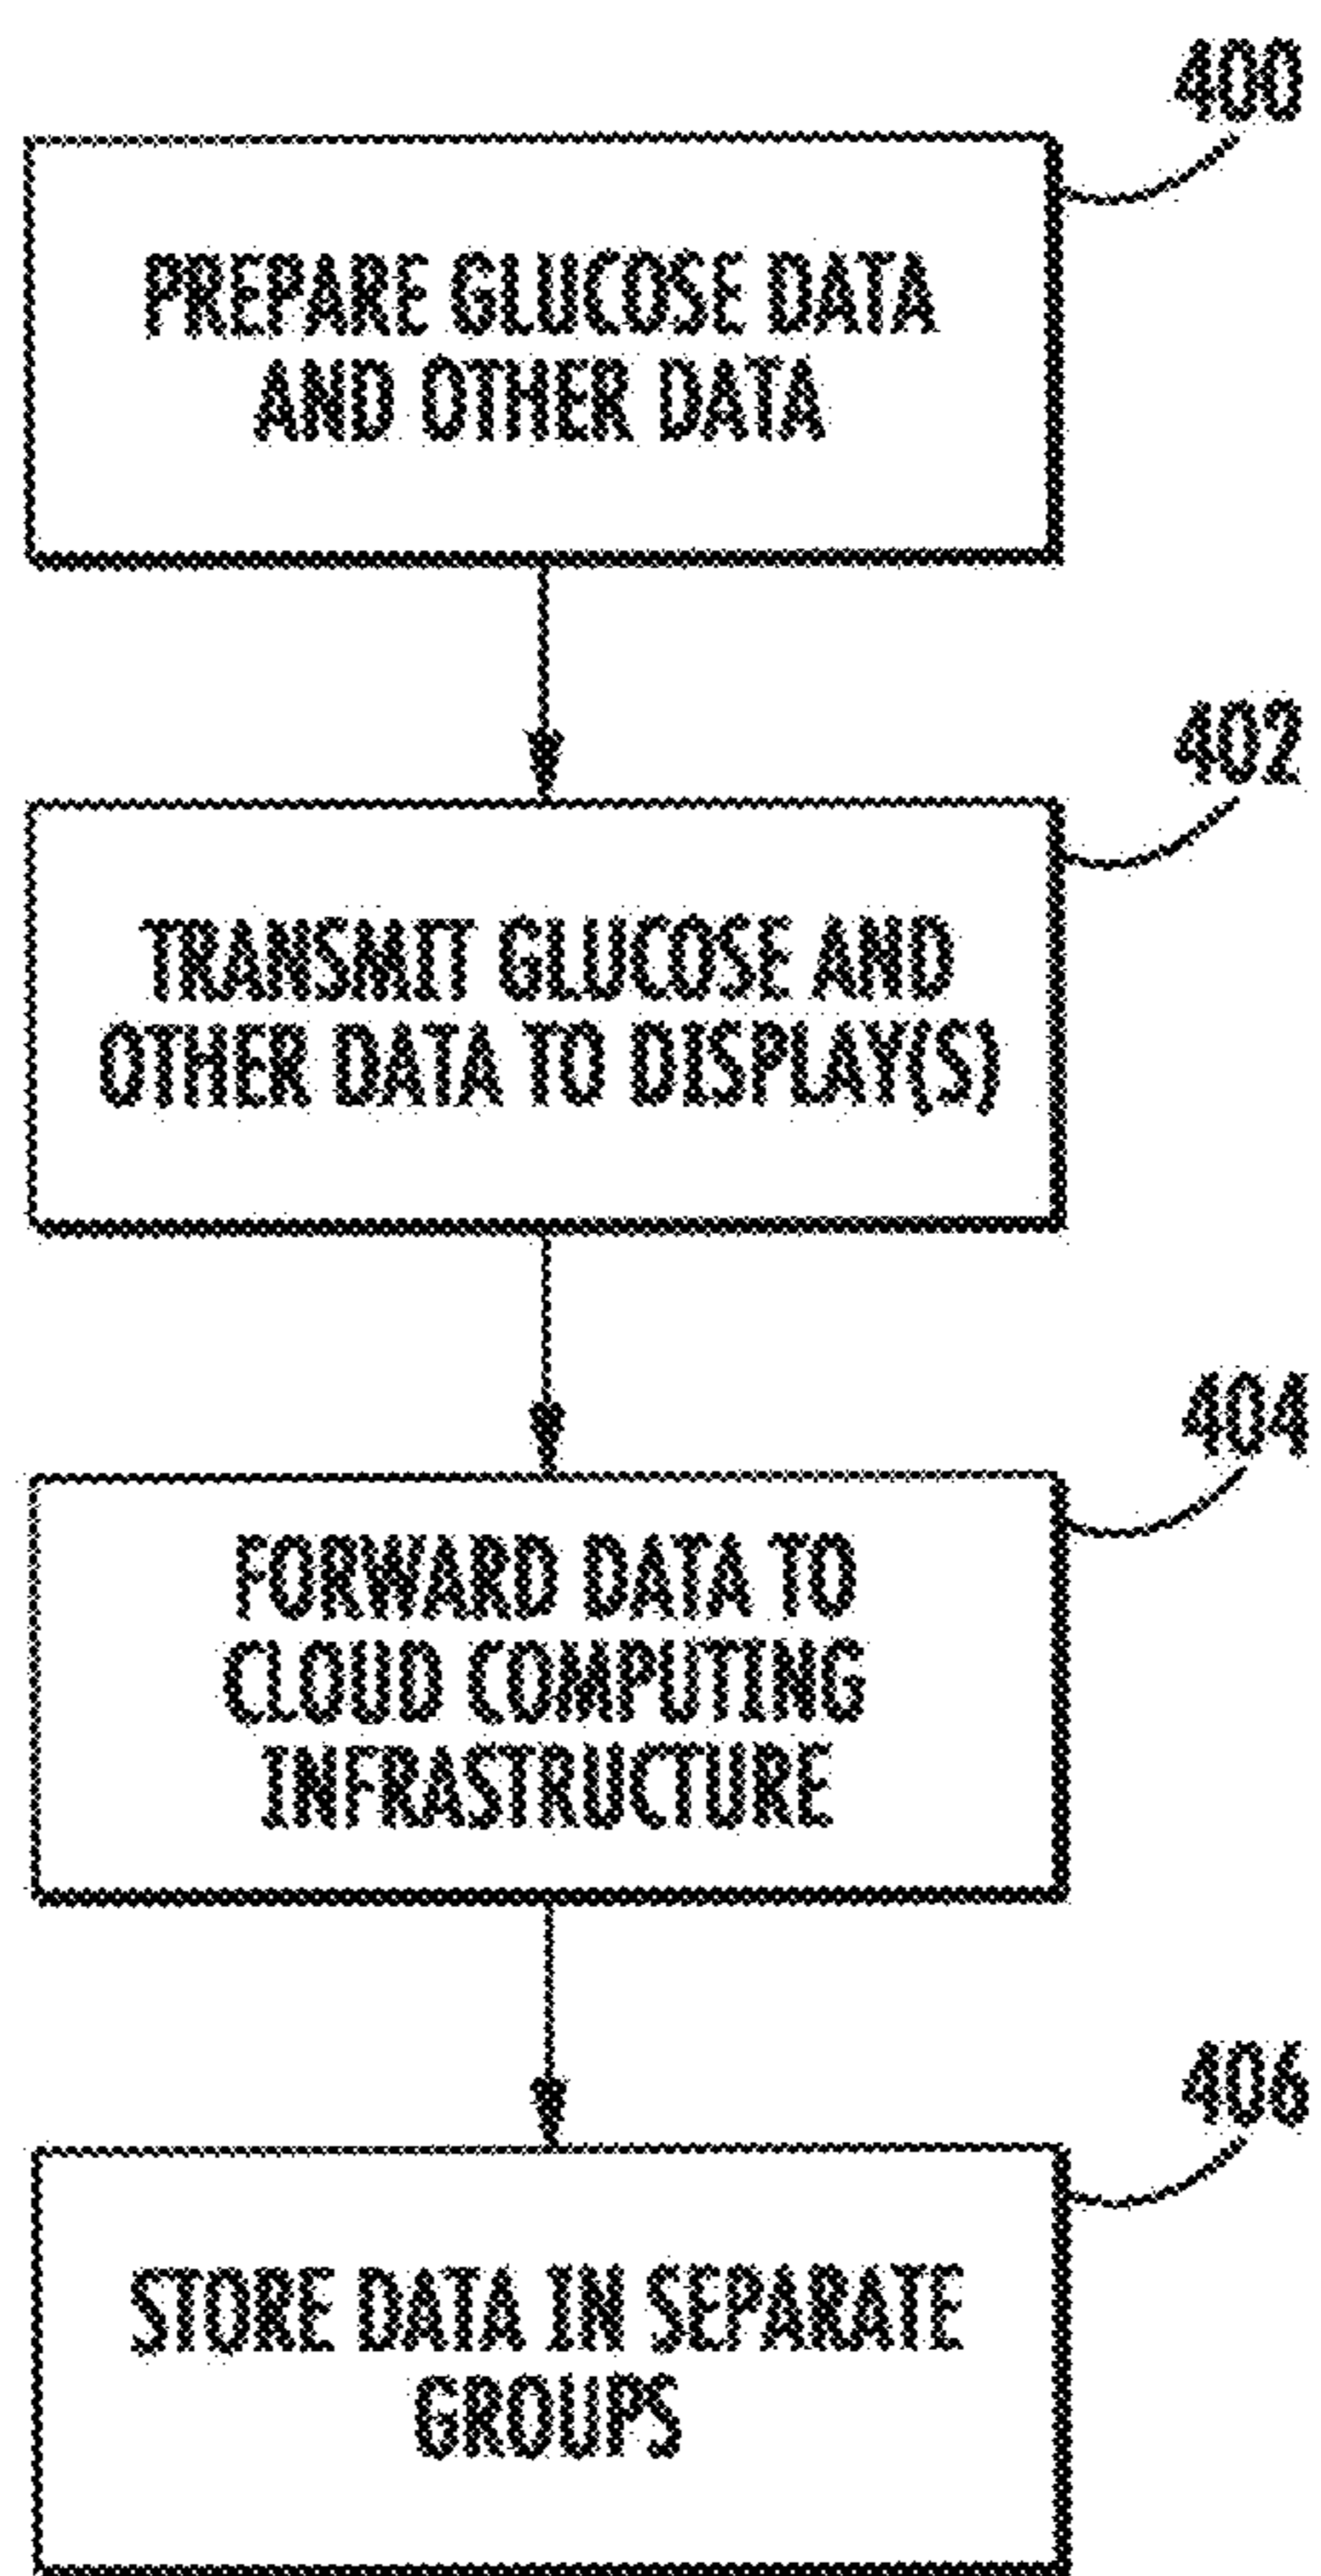 400
PREPARE GLUCOSE DATA
AND OTHER DATA
402
TRANSMIT GLUCOSE AND
OTHER DATA TO DISPLAY(S)
404
FORWARD DATA TO
CLOUD COMPUTING
INFRASTRUCTURE
406
STORE DATA IN SEPARATE
GROUPS